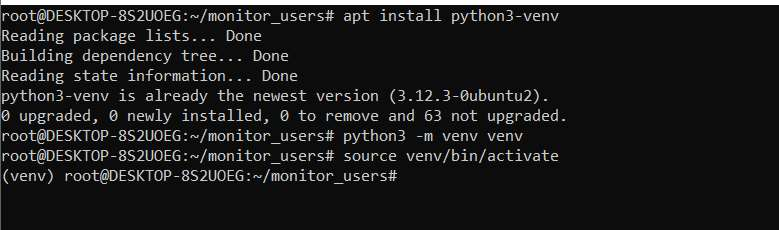 root@DESKTOP-8S2UOEG:~/monitor_users# apt install python3-venv
Reading package lists... Done
Building dependency tree... Done
Reading state information... Done
python3-venv is already the newest version (3.12.3-0ubuntu2).
0 upgraded, 0 newly installed, 0 to remove and 63 not upgraded.
root@DESKTOP-8S2UOEG:~/monitor_users# python3 -m venv venv
root@DESKTOP-8S2UOEG:~/monitor_users# source venv/bin/activate
(venv) root@DESKTOP-8S2UOEG:~/monitor_users#